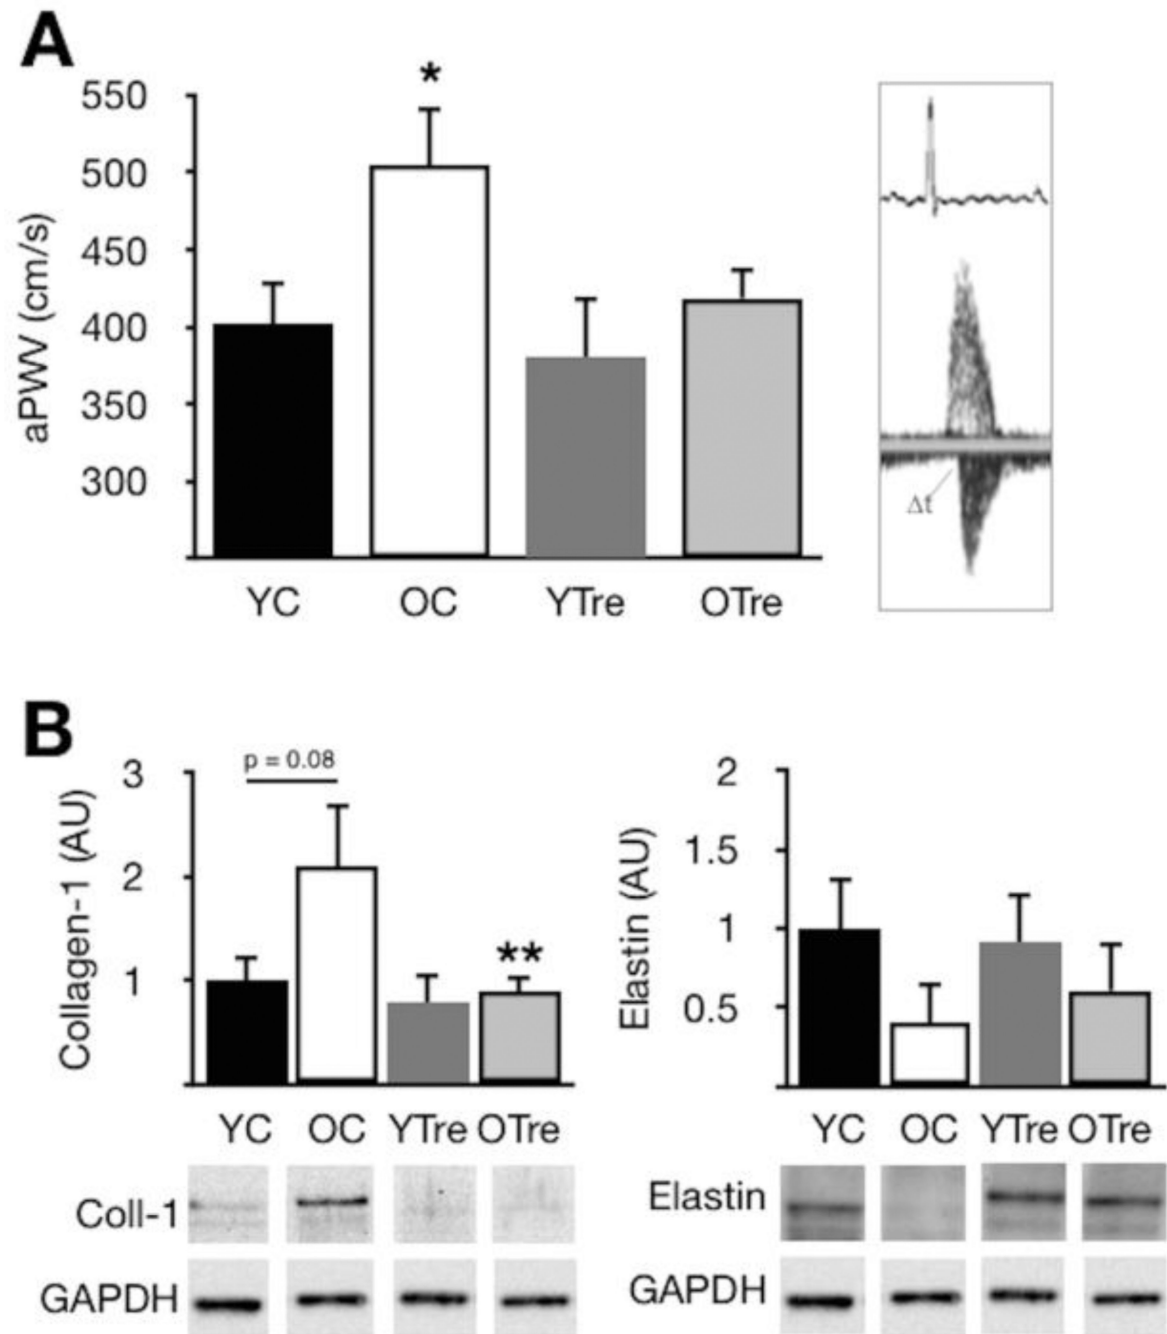 A
*
550
500
450
400
350
300
aPWV (cm/s)
YC OC YTre OTre
Δt
B
p = 0.08
3
2
1
Collagen-1 (AU)
**
YC OC YTre OTre
Coll-1
GAPDH
2
1.5
1
0.5
Elastin (AU)
YC OC YTre OTre
Elastin
GAPDH